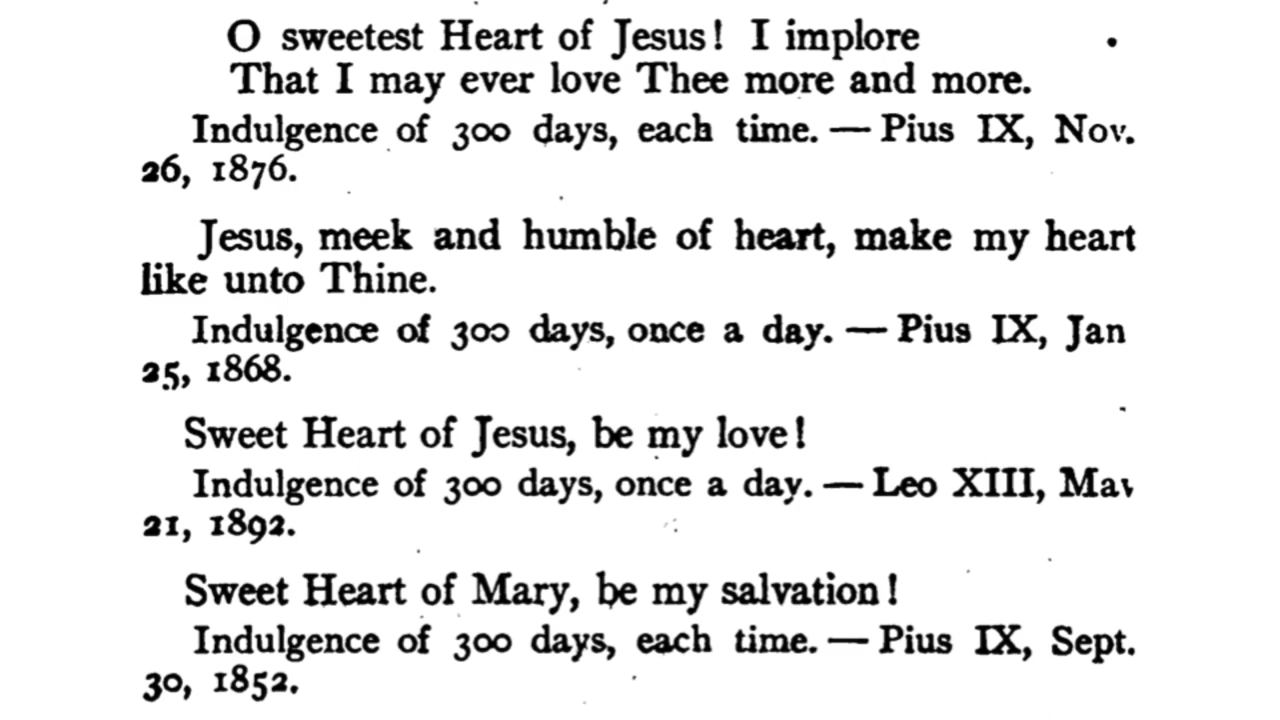 O sweetest Heart of Jesus! I implore
That I may ever love Thee more and more.
Indulgence of 300 days, each time. — Pius IX, Nov.
26, 1876.
Jesus, meek and humble of heart, make my heart
like unto Thine.
Indulgence of 300 days, once a day. — Pius IX, Jan
25, 1868.
Sweet Heart of Jesus, be my love!
Indulgence of 300 days, once a day. — Leo XIII, May
21, 1892.
Sweet Heart of Mary, be my salvation!
Indulgence of 300 days, each time. — Pius IX, Sept.
30, 1852.